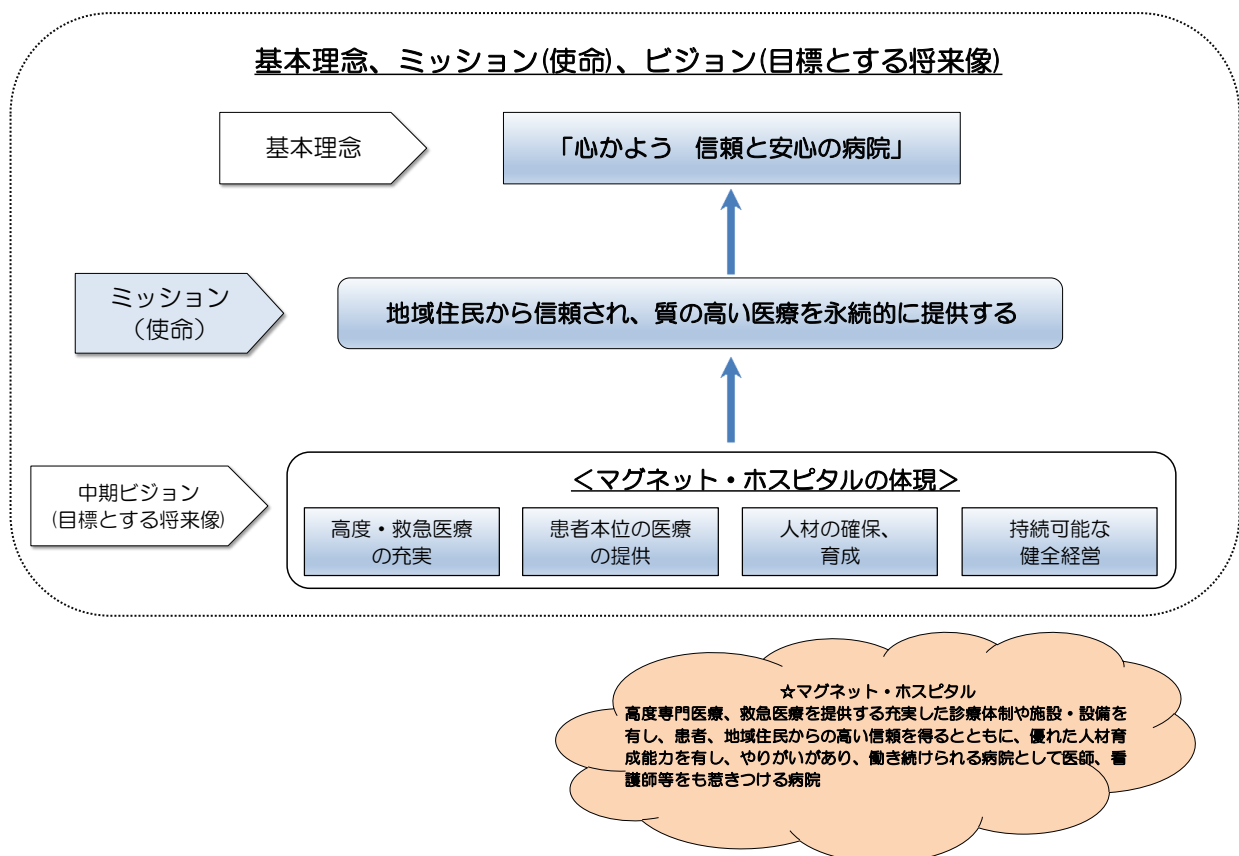 基本理念、ミッション(使命)、ビジョン(目標とする将来像)
基本理念
「心かよう　信頼と安心の病院」
ミッション
（使命）
地域住民から信頼され、質の高い医療を永続的に提供する
中期ビジョン
(目標とする将来像)
＜マグネット・ホスピタルの体現＞
高度・救急医療
の充実
患者本位の医療
の提供
人材の確保、
育成
持続可能な
健全経営
☆マグネット・ホスピタル
高度専門医療、救急医療を提供する充実した診療体制や施設・設備を
有し、患者、地域住民からの高い信頼を得るとともに、優れた人材育
成能力を有し、やりがいがあり、働き続けられる病院として医師、看
護師等をも惹きつける病院